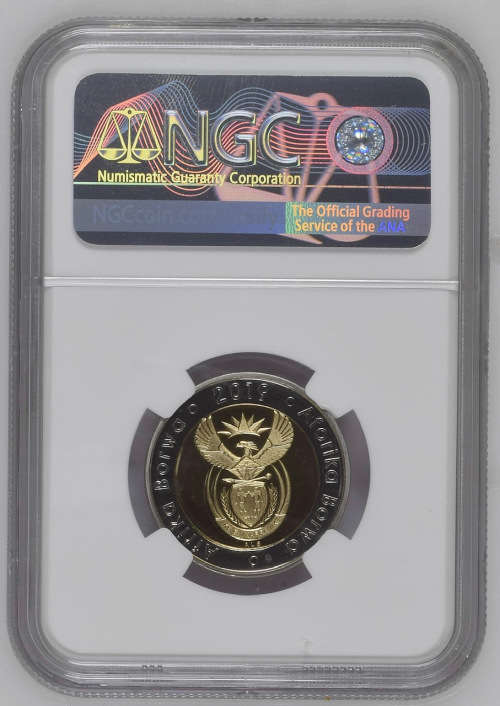 NGC
Numismatic Guaranty Corporation
The Official Grading
Service of the ANA
2019 • Aforika Borwa • Afrika Borwa •